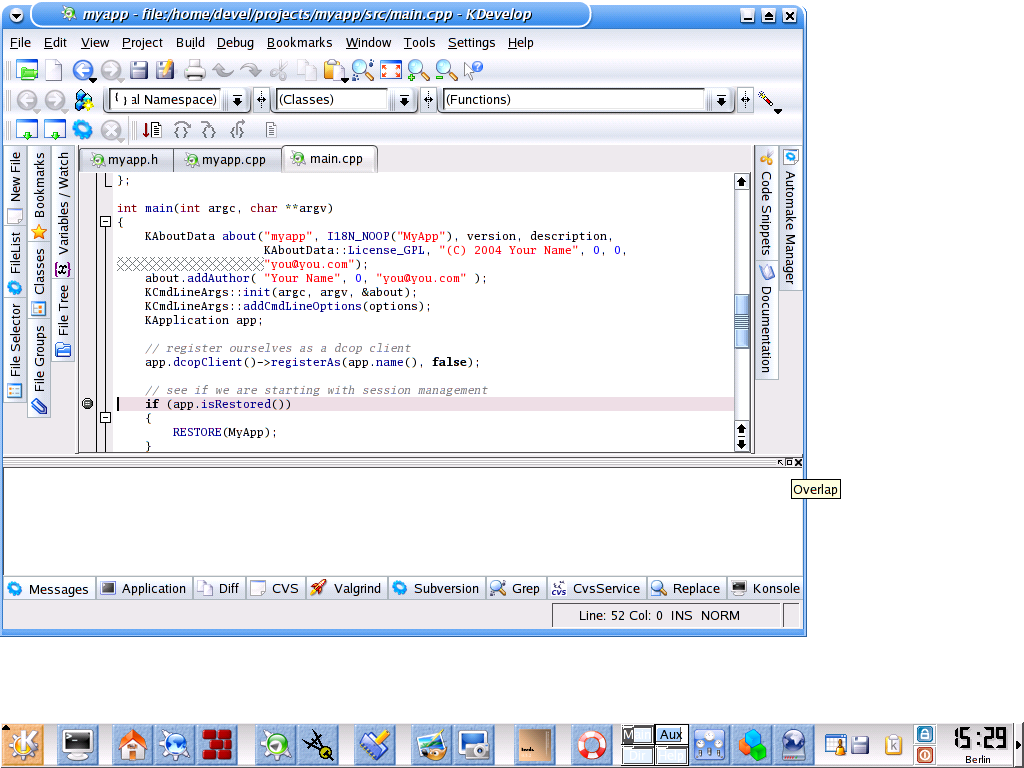 myapp - file:/home/devel/projects/myapp/src/main.cpp - KDevelop
File Edit View Project Build Debug Bookmarks Window Tools Settings Help
al Namespace) (Classes) (Functions)
myapp.h myapp.cpp main.cpp
New File
FileList
File Selector
Bookmarks
Classes
File Groups
Variables / Watch
File Tree
};
int main(int argc, char **argv)
{
KAboutData about("myapp", I18N_NOOP("MyApp"), version, description,
KAboutData::License_GPL, "(C) 2004 Your Name", 0, 0,
"you@you.com");
about.addAuthor( "Your Name", 0, "you@you.com" );
KCmdLineArgs::init(argc, argv, &about);
KCmdLineArgs::addCmdLineOptions(options);
KApplication app;
// register ourselves as a dcop client
app.dcopClient()->registerAs(app.name(), false);
// see if we are starting with session management
if (app.isRestored())
{
RESTORE(MyApp);
}
Code Snippets
Documentation
Automake Manager
Overlap
Messages Application Diff CVS Valgrind Subversion Grep CvsService Replace Konsole
Line: 52 Col: 0 INS NORM
Aux
15:29
Berlin